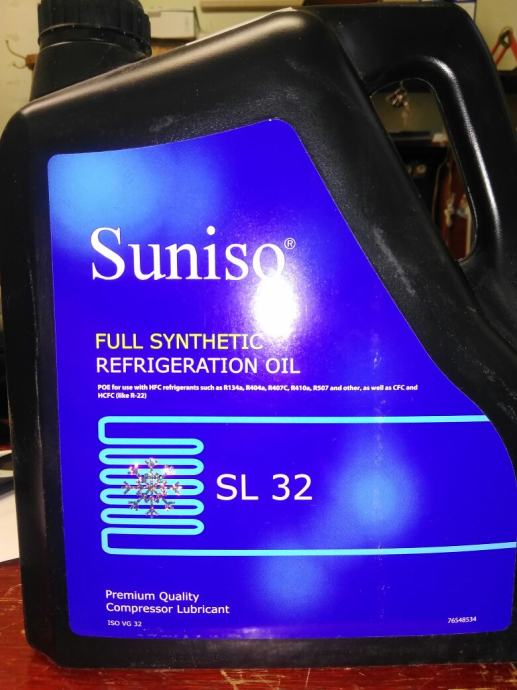 Suniso®
FULL SYNTHETIC
REFRIGERATION OIL
POE for use with HFC refrigerants such as R134a, R404a, R407C, R410a, R507 and other, as well as CFC and
HCFC (like R-22)
SL 32
Premium Quality
Compressor Lubricant
ISO VG 32
76548534